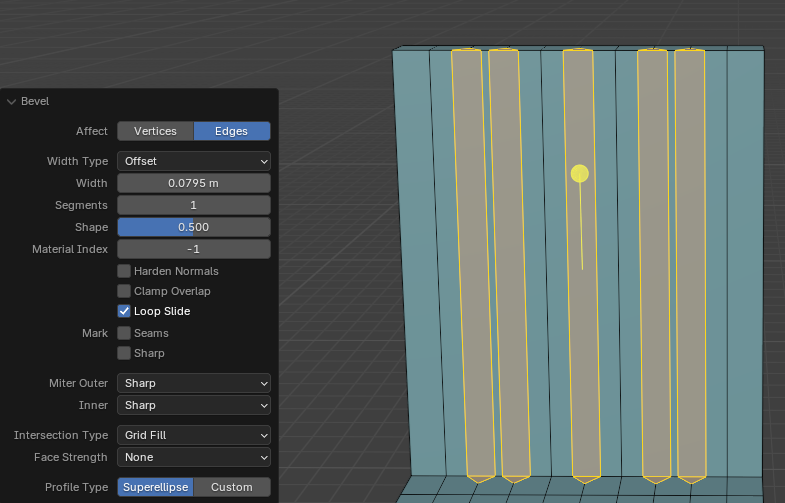 Bevel
Affect Vertices Edges
Width Type Offset
Width 0.0795 m
Segments 1
Shape 0.500
Material Index -1
Harden Normals
Clamp Overlap
Loop Slide
Mark Seams
Sharp
Miter Outer Sharp
Inner Sharp
Intersection Type Grid Fill
Face Strength None
Profile Type Superellipse Custom